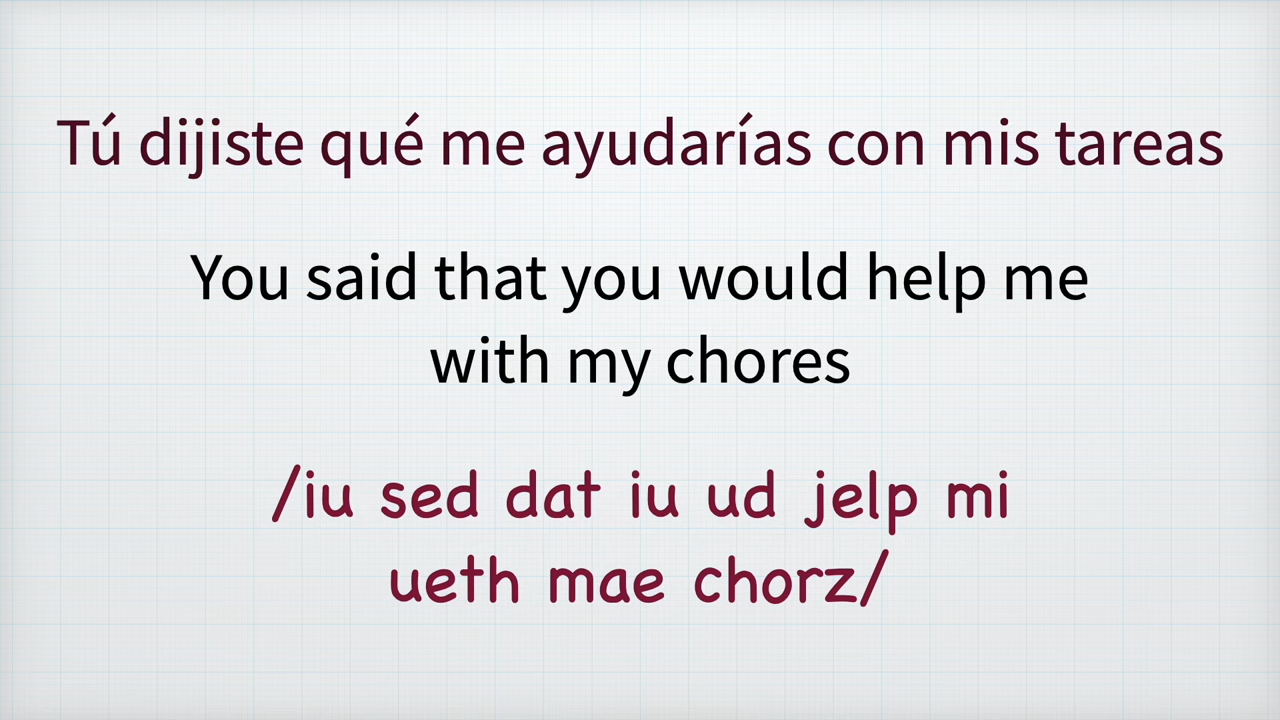 Tú dijiste qué me ayudarías con mis tareas
You said that you would help me
with my chores
/iu sed dat iu ud jelp mi
ueth mae chorz/